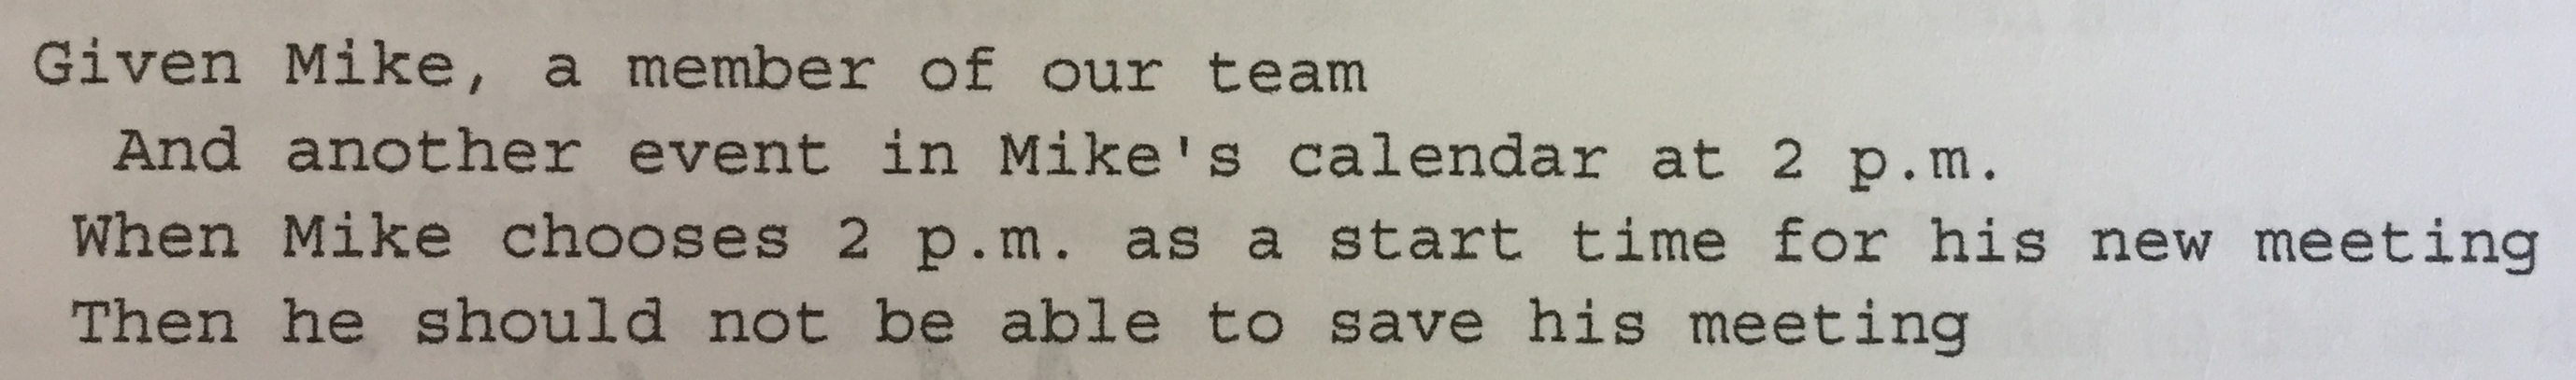 Given Mike, a member of our team
And another event in Mike's calendar at 2 p.m.
When Mike chooses 2 p.m. as a start time for his new meeting
Then he should not be able to save his meeting